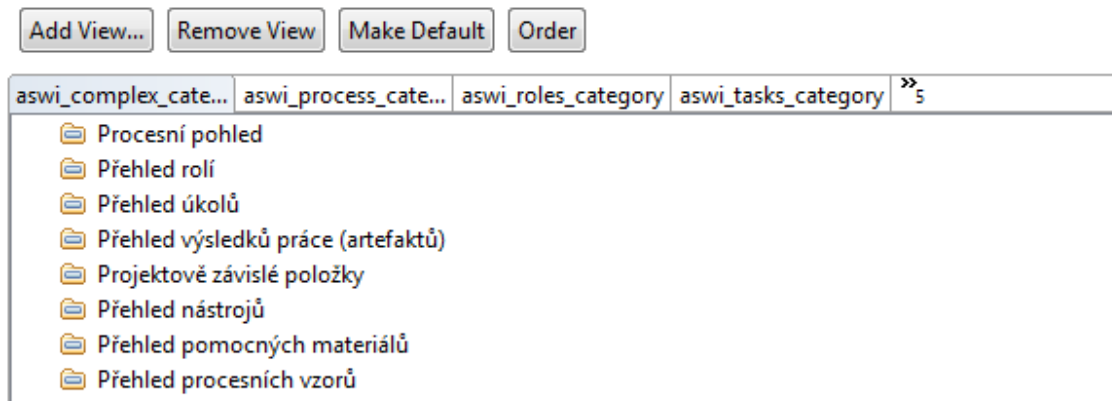 Add View... Remove View Make Default Order
aswi_complex_cate... aswi_process_cate... aswi_roles_category aswi_tasks_category »5
Procesní pohled
Přehled rolí
Přehled úkolů
Přehled výsledků práce (artefaktů)
Projektově závislé položky
Přehled nástrojů
Přehled pomocných materiálů
Přehled procesních vzorů